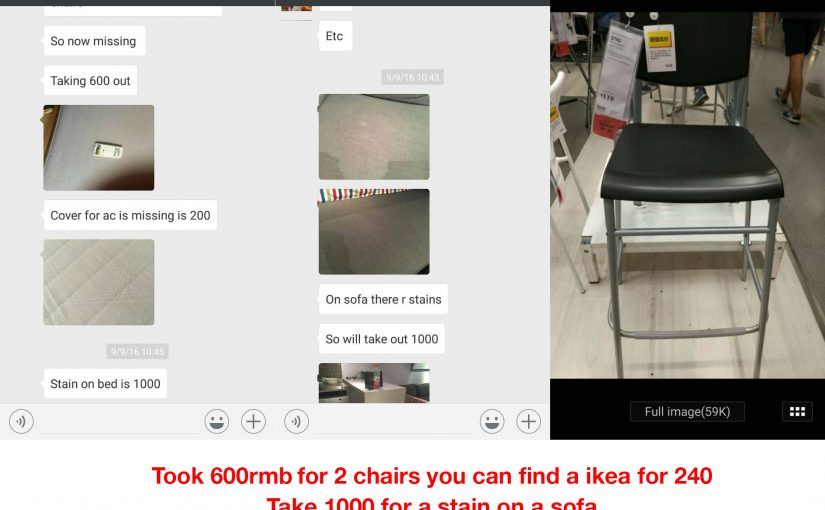 So now missing
Taking 600 out
Cover for ac is missing is 200
9/9/16 10:45
Stain on bed is 1000
Etc
9/9/16 10:43
On sofa there r stains
So will take out 1000
119
Full image(59K)
Took 600rmb for 2 chairs you can find a ikea for 240
Take 1000 for a stain on a sofa